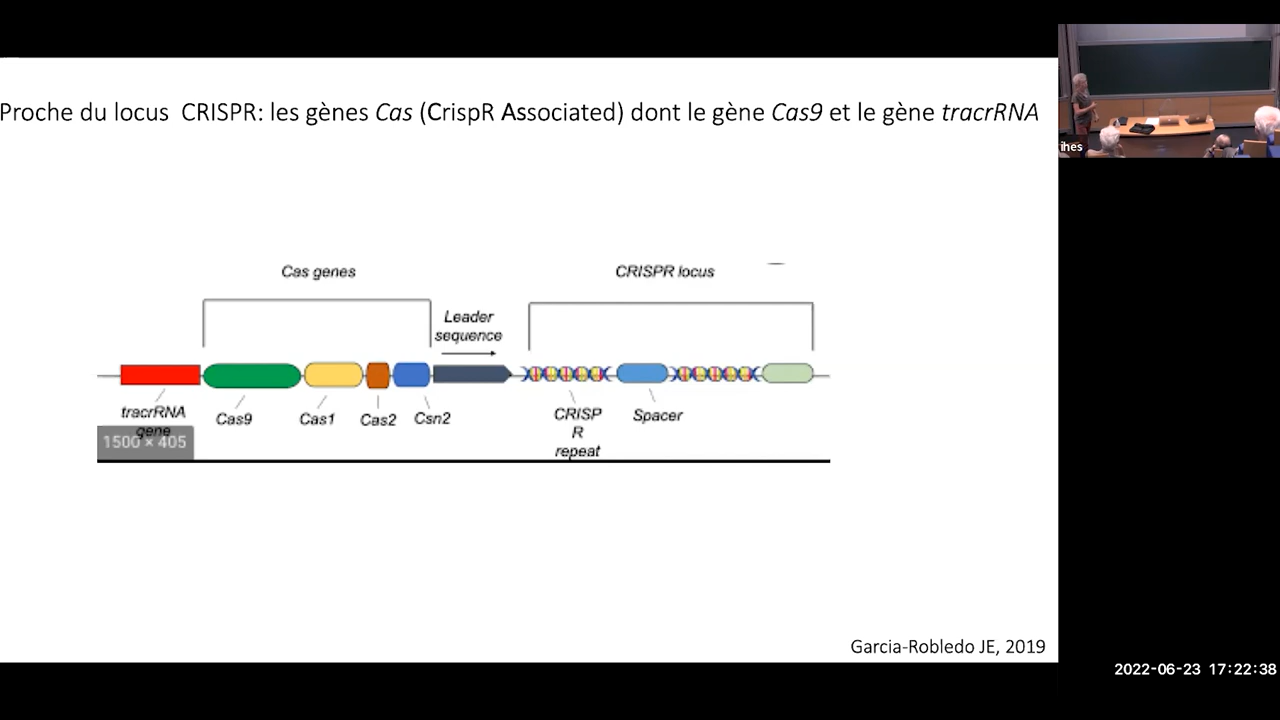 Proche du locus CRISPR: les gènes Cas (CrispR Associated) dont le gène Cas9 et le gène tracrRNA
ihes
Cas genes
CRISPR locus
Leader
sequence
tracrRNA
gene
Cas9
Cas1
Cas2
Csn2
CRISP
R
repeat
Spacer
1500 × 405
Garcia-Robledo JE, 2019
2022-06-23 17:22:38